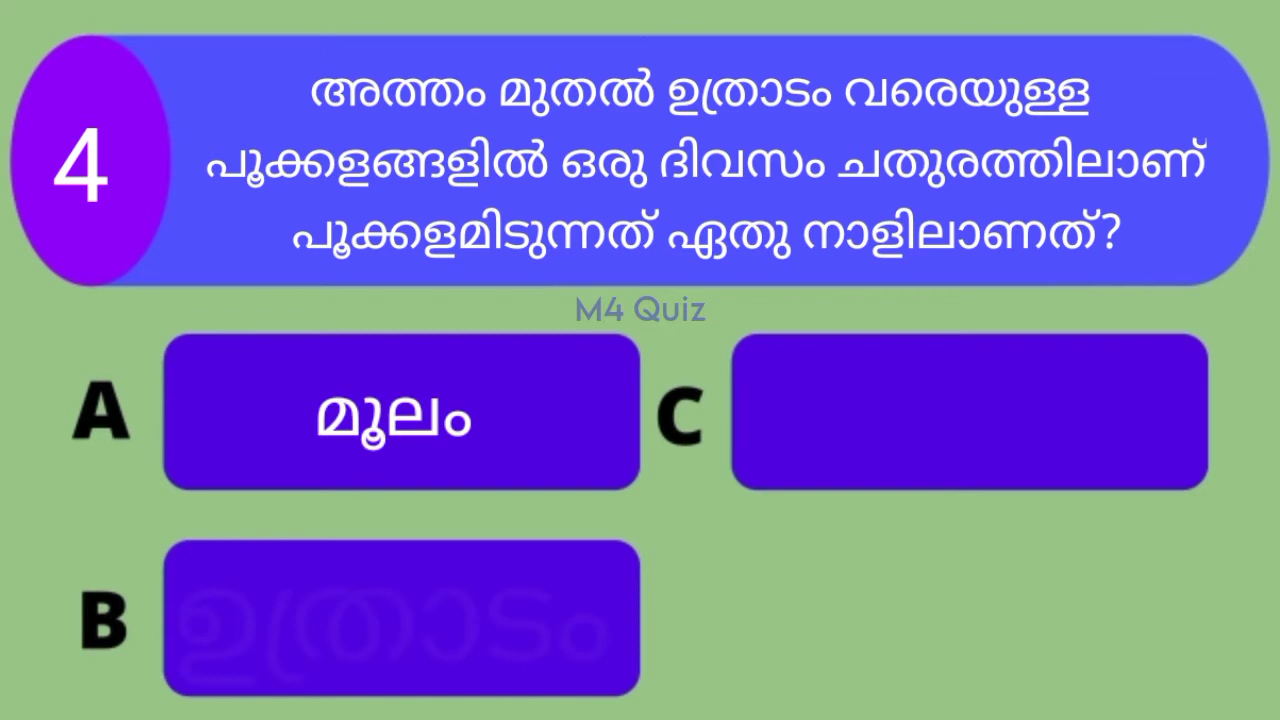 4
അത്തം മുതൽ ഉത്രാടം വരെയുള്ള
പൂക്കളങ്ങളിൽ ഒരു ദിവസം ചതുരത്തിലാണ്
പൂക്കളമിടുന്നത് ഏതു നാളിലാണത്?
M4 Quiz
A മൂലം
C
B ഉത്രാടം